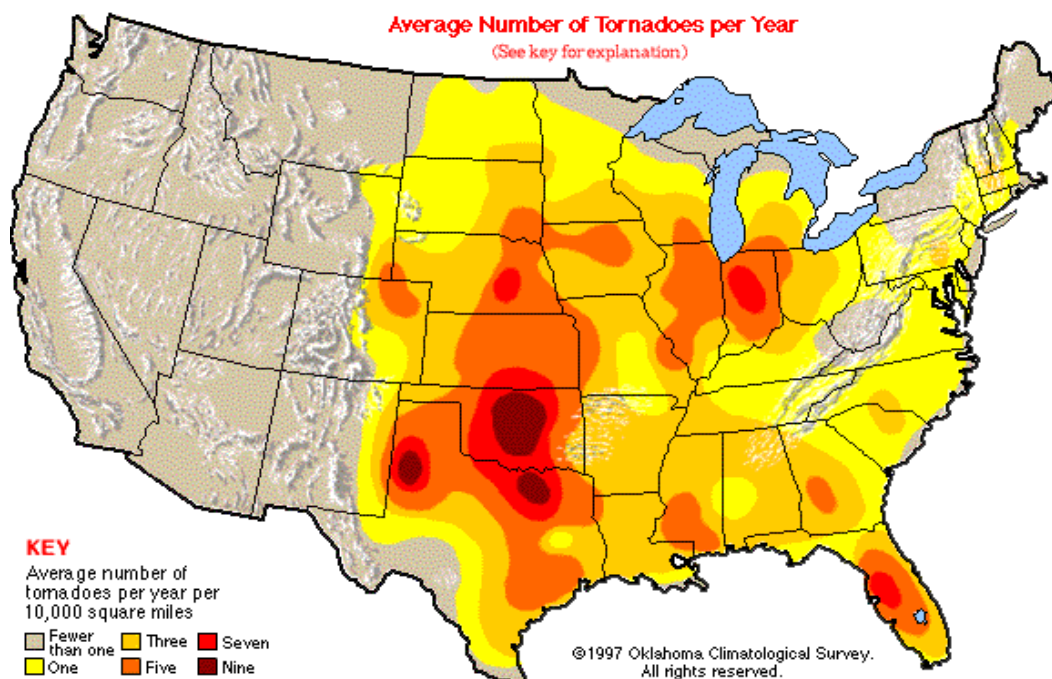 Average Number of Tornadoes per Year
(See key for explanation)
KEY
Average number of
tornadoes per year per
10,000 square miles
Fewer than one
Three
Seven
One
Five
Nine
©1997 Oklahoma Climatological Survey.
All rights reserved.